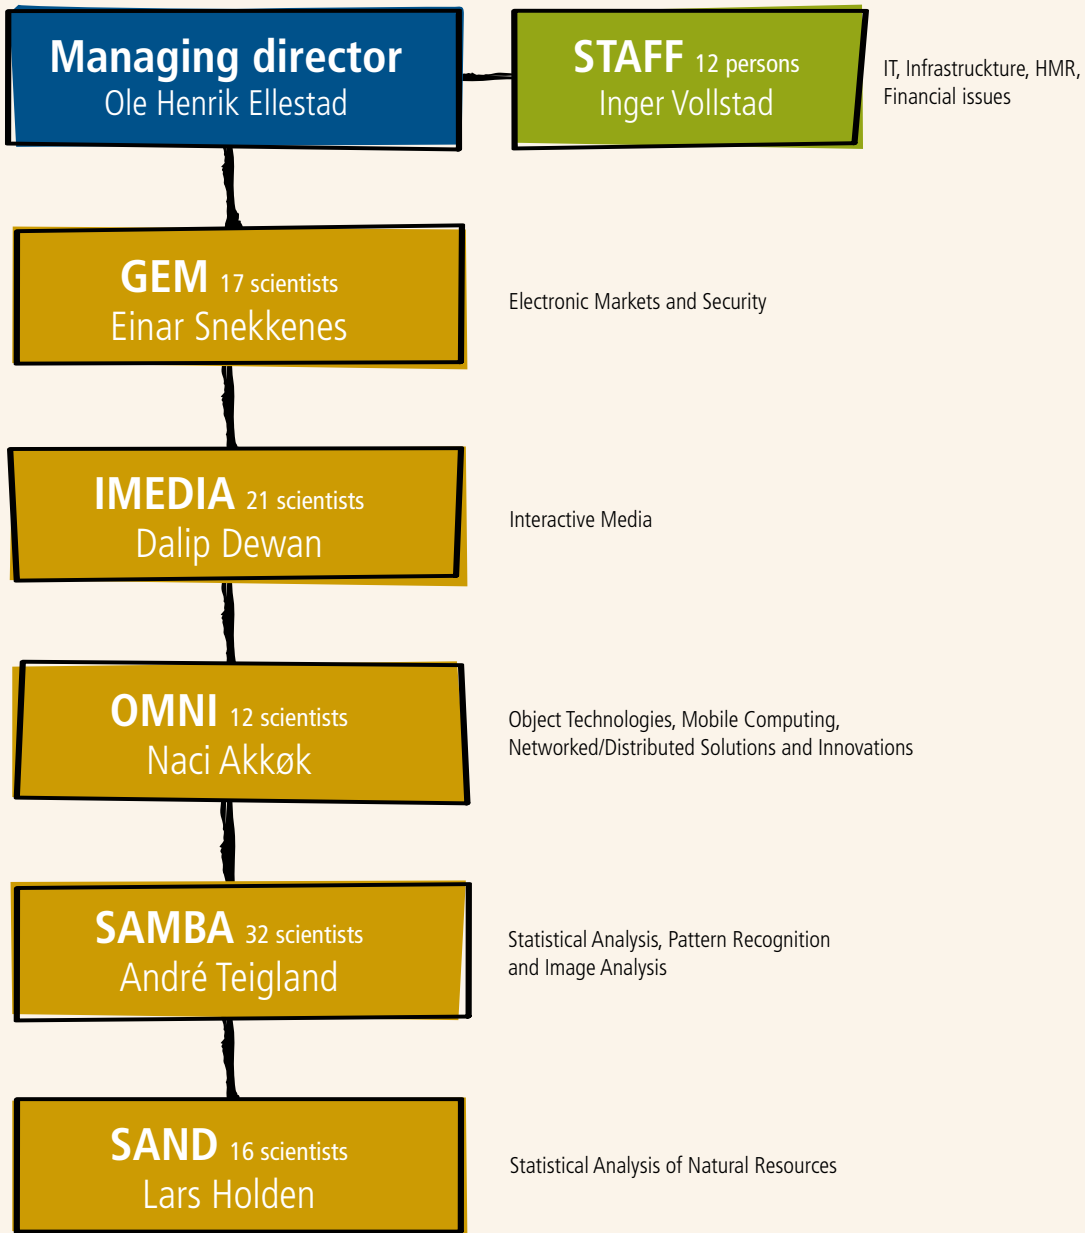 Managing director
Ole Henrik Ellestad
STAFF 12 persons
Inger Vollstad
IT, Infrastruckture, HMR,
Financial issues
GEM 17 scientists
Einar Snekkenes
Electronic Markets and Security
IMEDIA 21 scientists
Dalip Dewan
Interactive Media
OMNI 12 scientists
Naci Akkøk
Object Technologies, Mobile Computing,
Networked/Distributed Solutions and Innovations
SAMBA 32 scientists
André Teigland
Statistical Analysis, Pattern Recognition
and Image Analysis
SAND 16 scientists
Lars Holden
Statistical Analysis of Natural Resources